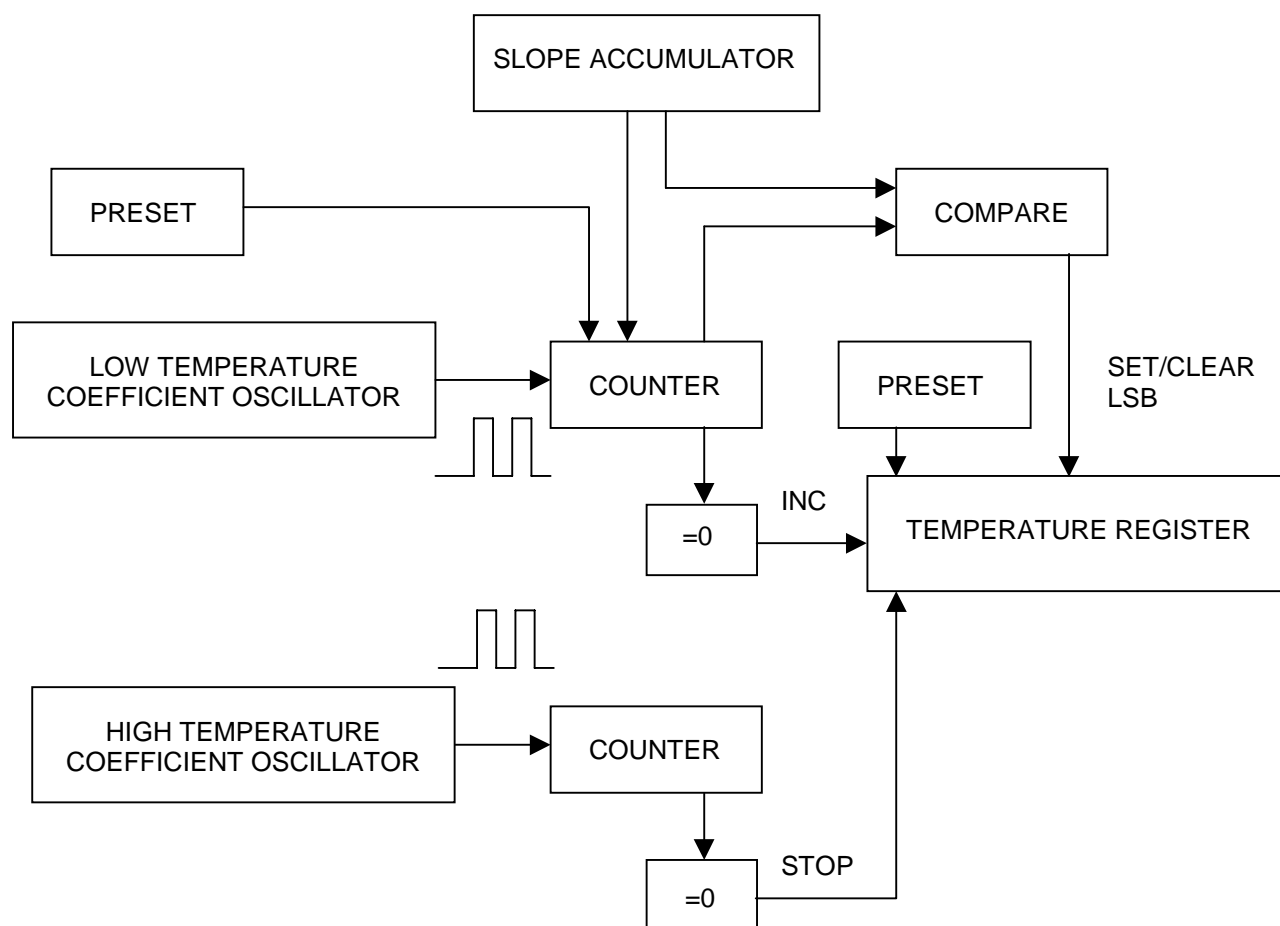 SLOPE ACCUMULATOR
PRESET
COMPARE
LOW TEMPERATURE
COEFFICIENT OSCILLATOR
COUNTER
PRESET
SET/CLEAR
LSB
=0
INC
TEMPERATURE REGISTER
HIGH TEMPERATURE
COEFFICIENT OSCILLATOR
COUNTER
=0
STOP